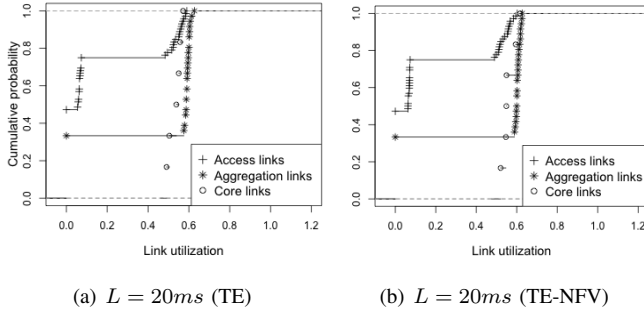 1.0
0.8
0.6
0.4
0.2
0.0
Cumulative probability
Access links
Aggregation links
Core links
0.0 0.2 0.4 0.6 0.8 1.0 1.2
Link utilization
(a) L = 20ms (TE)
1.0
0.8
0.6
0.4
0.2
0.0
Access links
Aggregation links
Core links
0.0 0.2 0.4 0.6 0.8 1.0 1.2
Link utilization
(b) L = 20ms (TE-NFV)